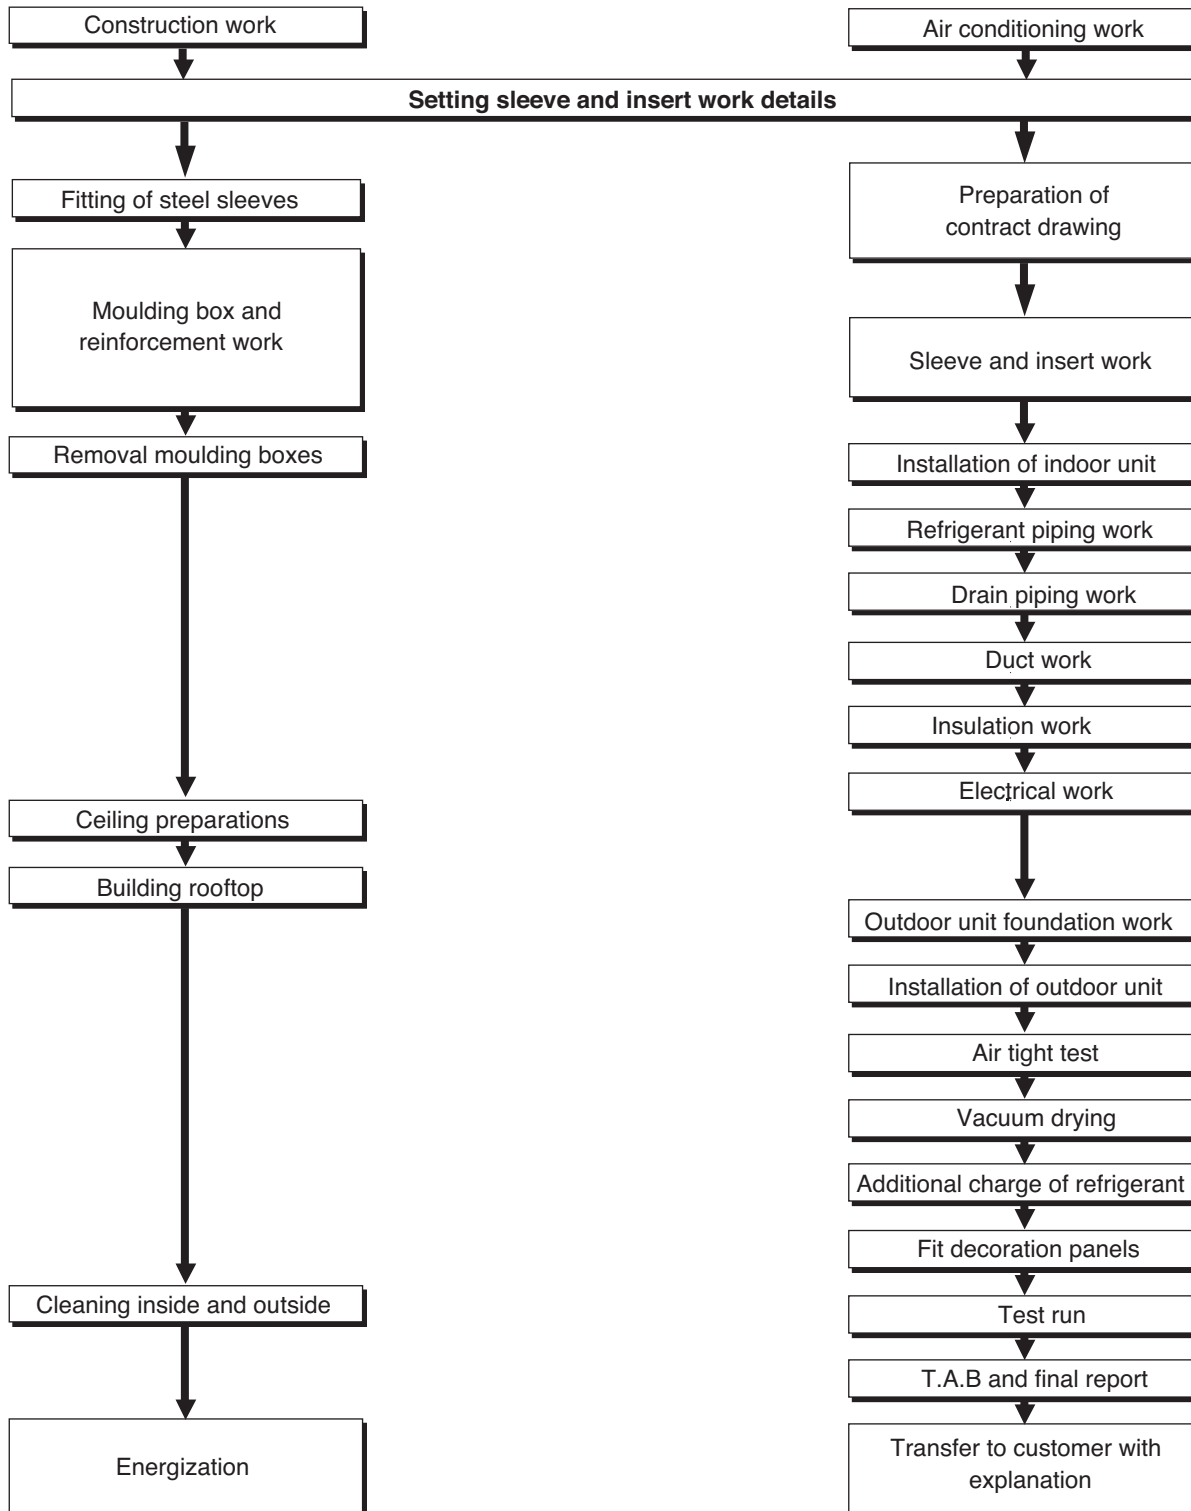 Construction work
Air conditioning work
Setting sleeve and insert work details
Fitting of steel sleeves
Moulding box and
reinforcement work
Removal moulding boxes
Ceiling preparations
Building rooftop
Cleaning inside and outside
Energization
Preparation of
contract drawing
Sleeve and insert work
Installation of indoor unit
Refrigerant piping work
Drain piping work
Duct work
Insulation work
Electrical work
Outdoor unit foundation work
Installation of outdoor unit
Air tight test
Vacuum drying
Additional charge of refrigerant
Fit decoration panels
Test run
T.A.B and final report
Transfer to customer with
explanation